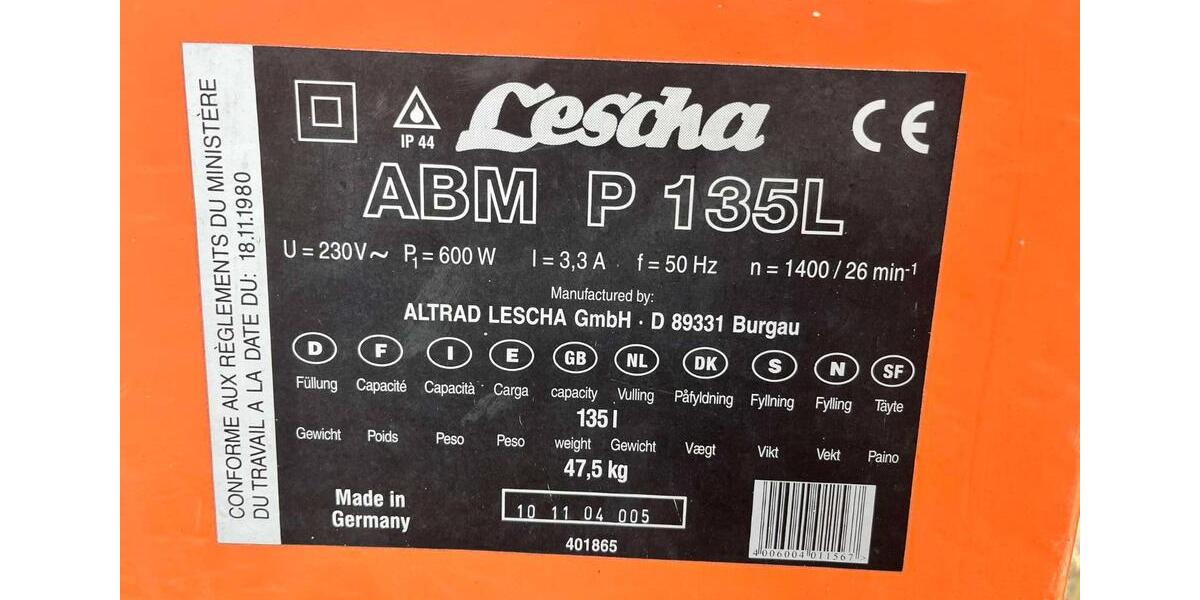 CONFORME AUX RÈGLEMENTS DU MINISTÈRE
DU TRAVAIL A LA DATE DU: 18.11.1980
IP 44
Lescha
CE
ABM P 135L
U = 230V~ P1 = 600 W I = 3,3 A f = 50 Hz n = 1400 / 26 min-1
Manufactured by:
ALTRAD LESCHA GmbH · D 89331 Burgau
D F I E GB NL DK S N SF
Füllung Capacité Capacità Carga capacity Vulling Påfyldning Fyllning Fylling Täyte
135 l
Gewicht Poids Peso Peso weight Gewicht Vægt Vikt Vekt Paino
47,5 kg
Made in
Germany
10 11 04 005
401865
4006004011567>